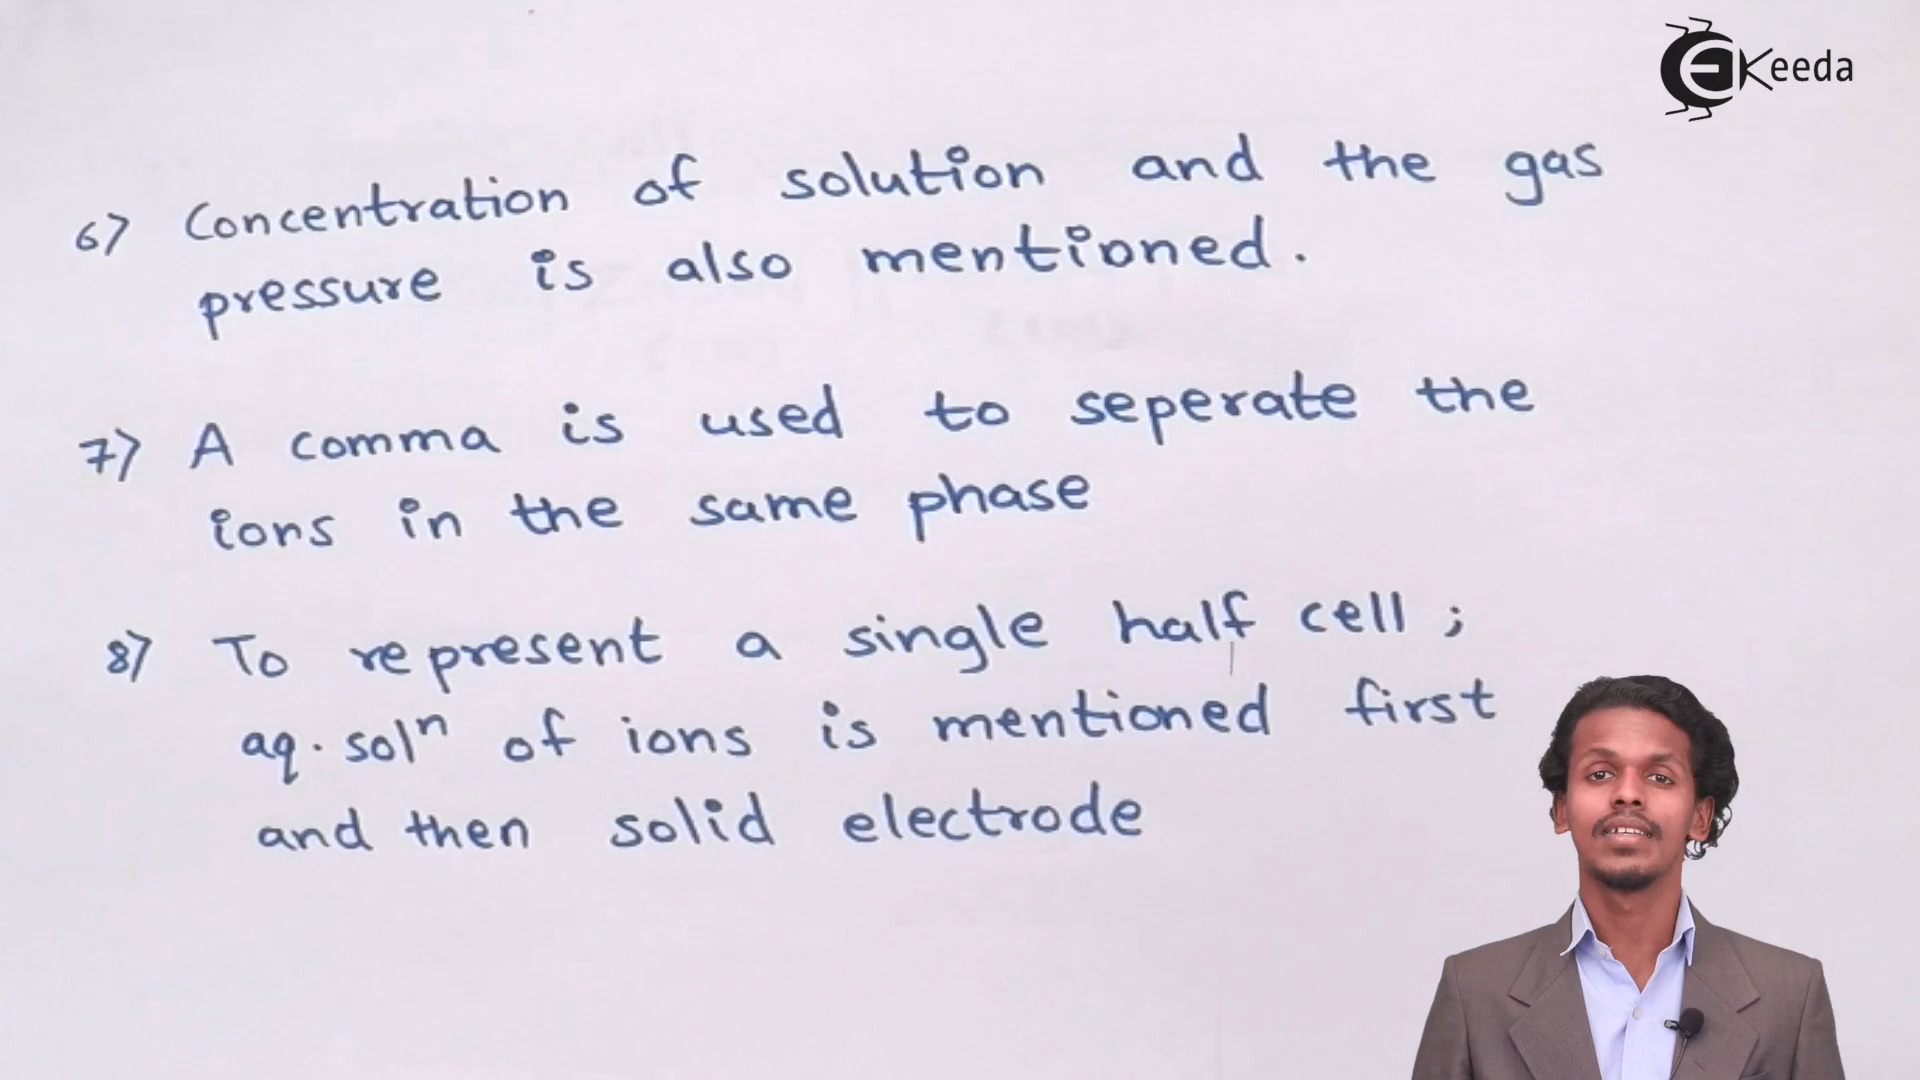 EKeeda
6) Concentration of solution and the gas
pressure is also mentioned.
7) A comma is used to seperate the
ions in the same phase
8) To represent a single half cell ;
aq. solⁿ of ions is mentioned first
and then solid electrode